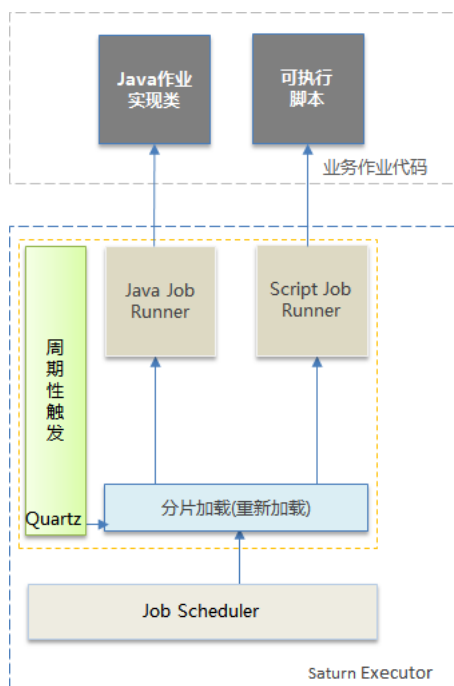 Java作业
实现类
可执行
脚本
业务作业代码
Java Job
Runner
Script Job
Runner
周
期
性
触
发
Quartz
分片加载(重新加载)
Job Scheduler
Saturn Executor